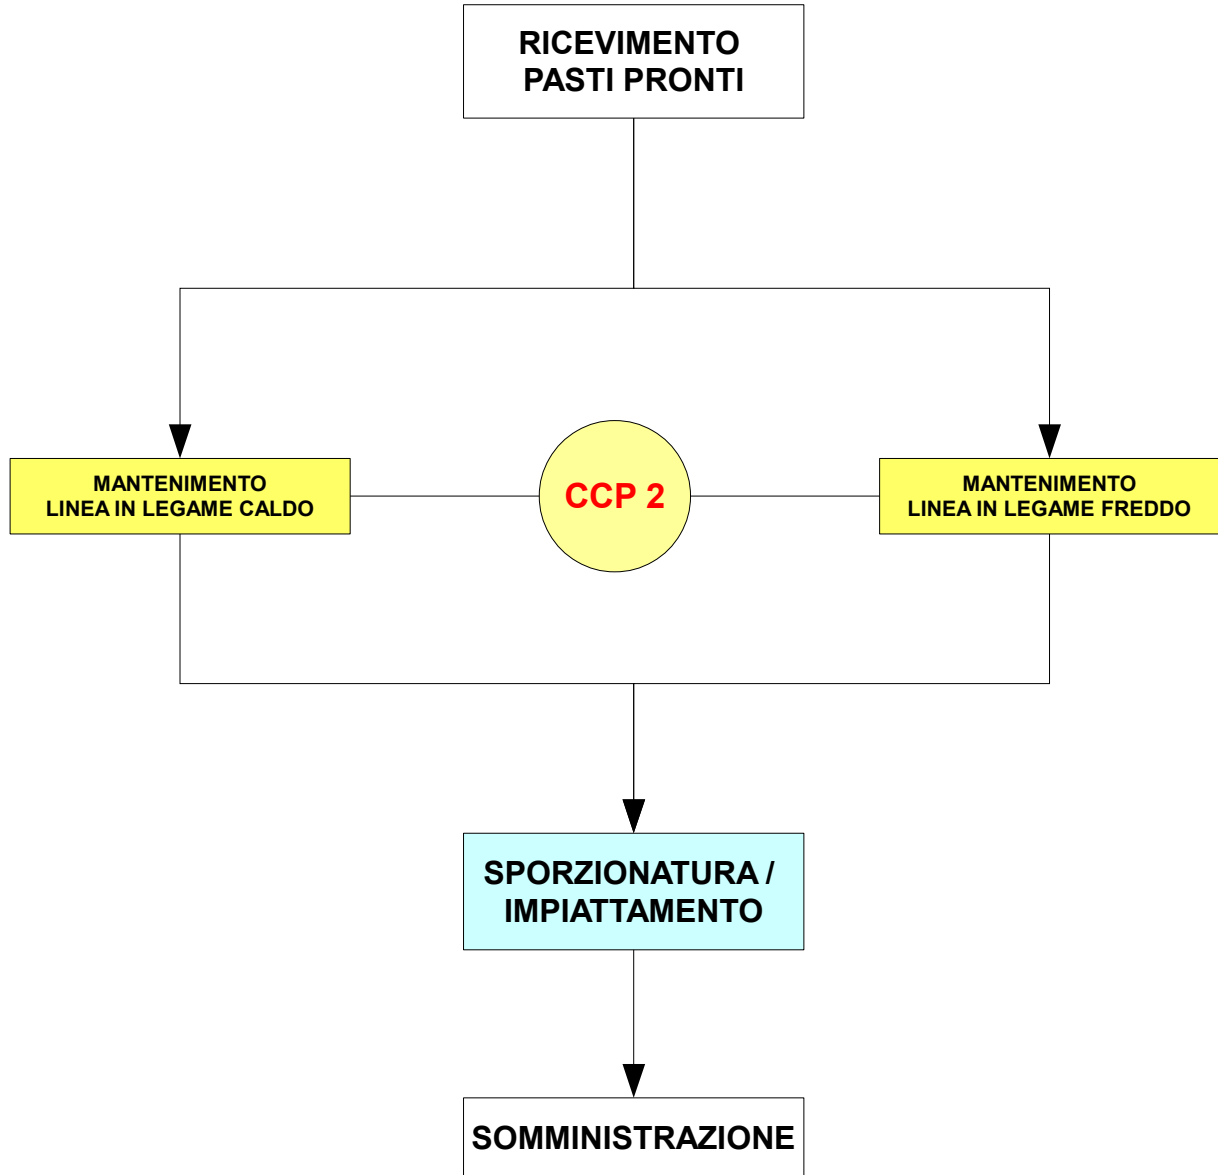 RICEVIMENTO
PASTI PRONTI
MANTENIMENTO
LINEA IN LEGAME CALDO
CCP 2
MANTENIMENTO
LINEA IN LEGAME FREDDO
SPORZIONATURA /
IMPIATTAMENTO
SOMMINISTRAZIONE